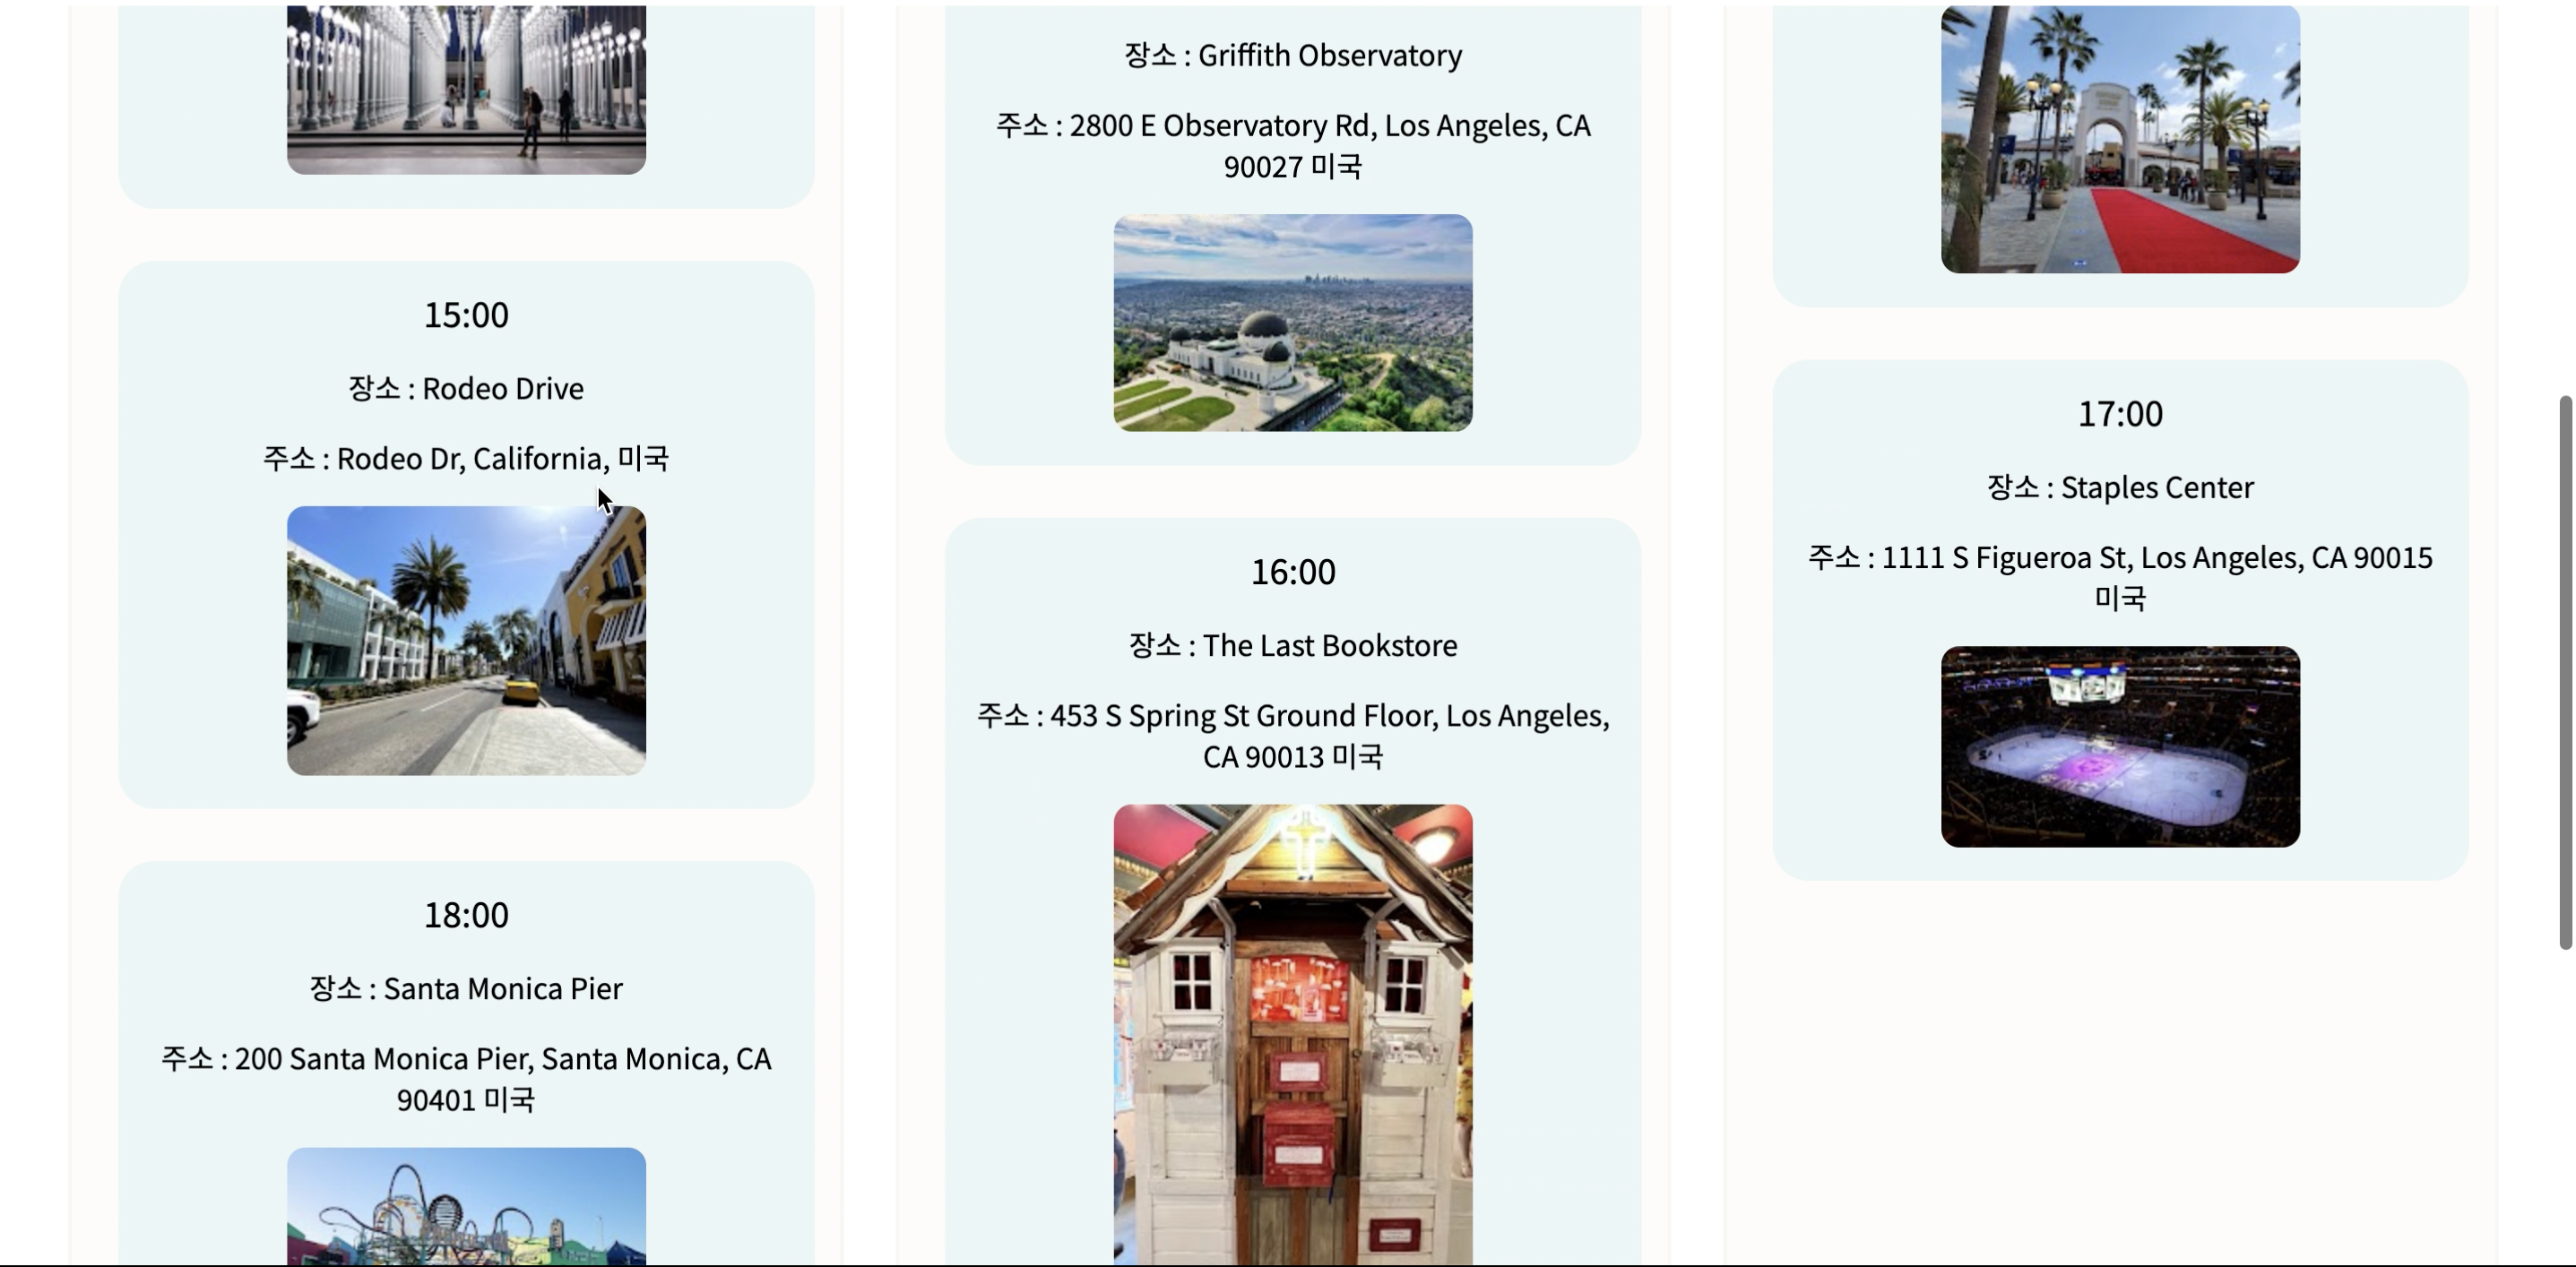 15:00
장소 : Rodeo Drive
주소 : Rodeo Dr, California, 미국
18:00
장소 : Santa Monica Pier
주소 : 200 Santa Monica Pier, Santa Monica, CA
90401 미국
장소 : Griffith Observatory
주소 : 2800 E Observatory Rd, Los Angeles, CA
90027 미국
16:00
장소 : The Last Bookstore
주소 : 453 S Spring St Ground Floor, Los Angeles,
CA 90013 미국
17:00
장소 : Staples Center
주소 : 1111 S Figueroa St, Los Angeles, CA 90015
미국